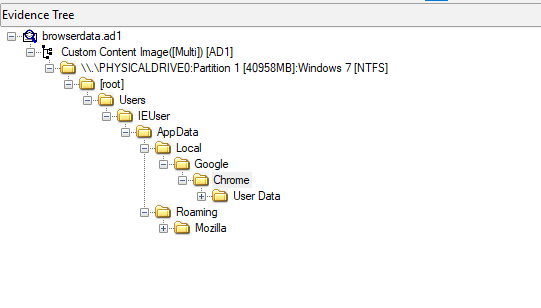 Evidence Tree
browserdata.ad1
Custom Content Image([Multi]) [AD1]
\\.\PHYSICALDRIVE0:Partition 1 [40958MB]:Windows 7 [NTFS]
[root]
Users
IEUser
AppData
Local
Google
Chrome
User Data
Roaming
Mozilla